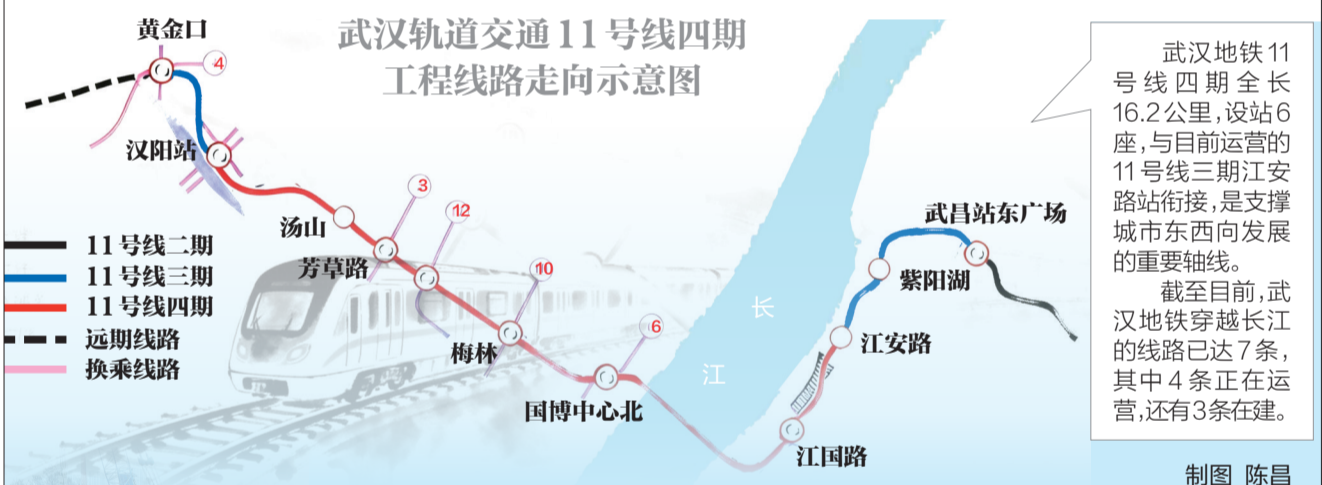 武汉轨道交通11号线四期
工程线路走向示意图
黄金口
4
汉阳站
汤山
3
芳草路
12
10
梅林
6
国博中心北
长
江
江国路
江安路
紫阳湖
武昌站东广场
11号线二期
11号线三期
11号线四期
远期线路
换乘线路
武汉地铁11
号线四期全长
16.2公里,设站6
座,与目前运营的
11号线三期江安
路站衔接,是支撑
城市东西向发展
的重要轴线。
截至目前,武
汉地铁穿越长江
的线路已达7条,
其中4条正在运
营,还有3条在建。
制图 陈昌